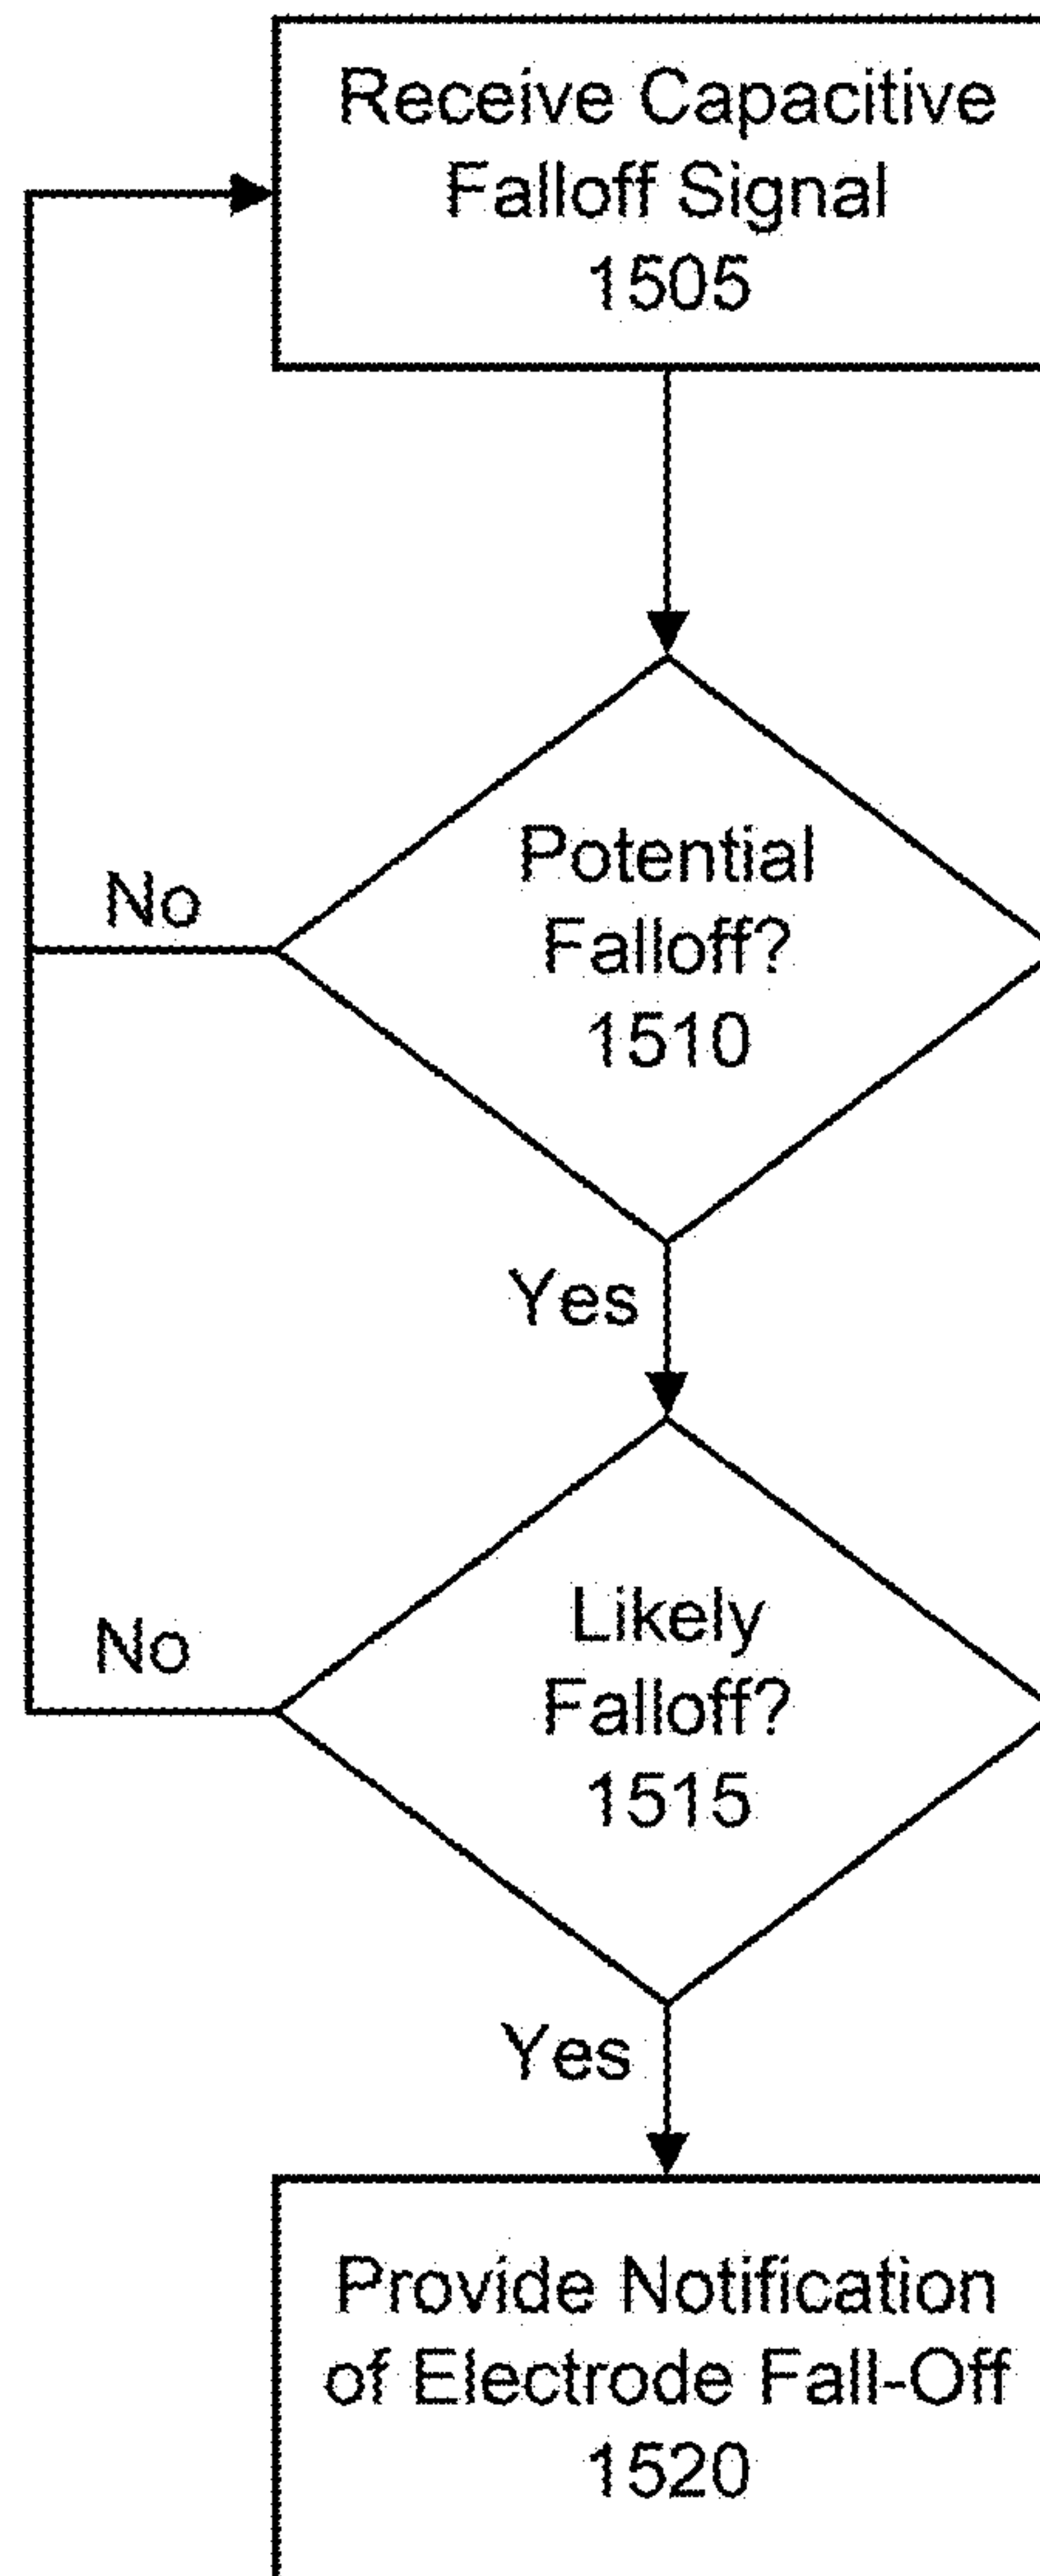 Receive Capacitive
Falloff Signal
1505
Potential
Falloff?
1510
No
Yes
Likely
Falloff?
1515
No
Yes
Provide Notification
of Electrode Fall-Off
1520